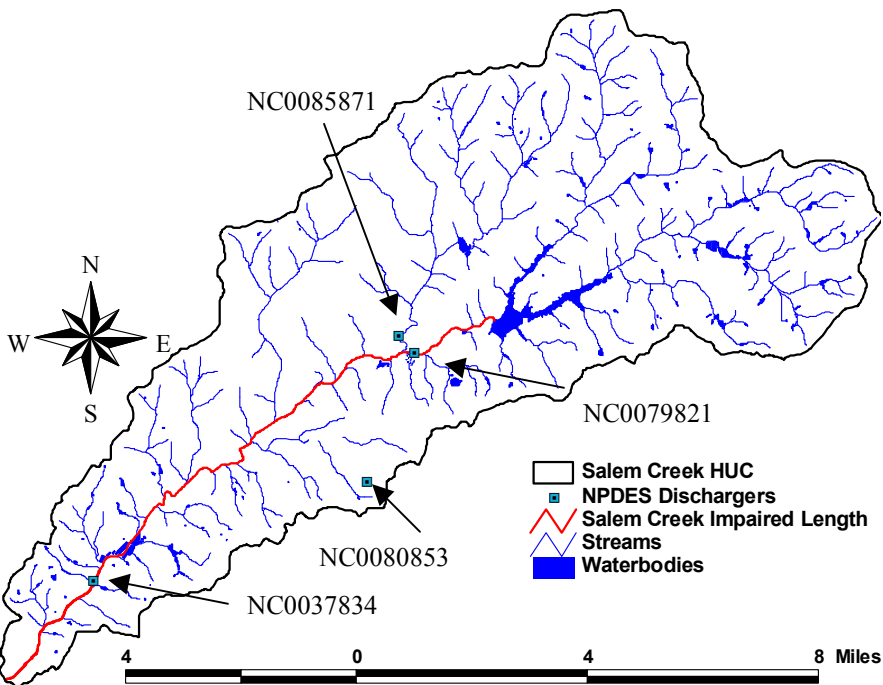 NC0085871
N
W E
S
NC0079821
NC0080853
NC0037834
Salem Creek HUC
NPDES Dischargers
Salem Creek Impaired Length
Streams
Waterbodies
4 0 4 8 Miles